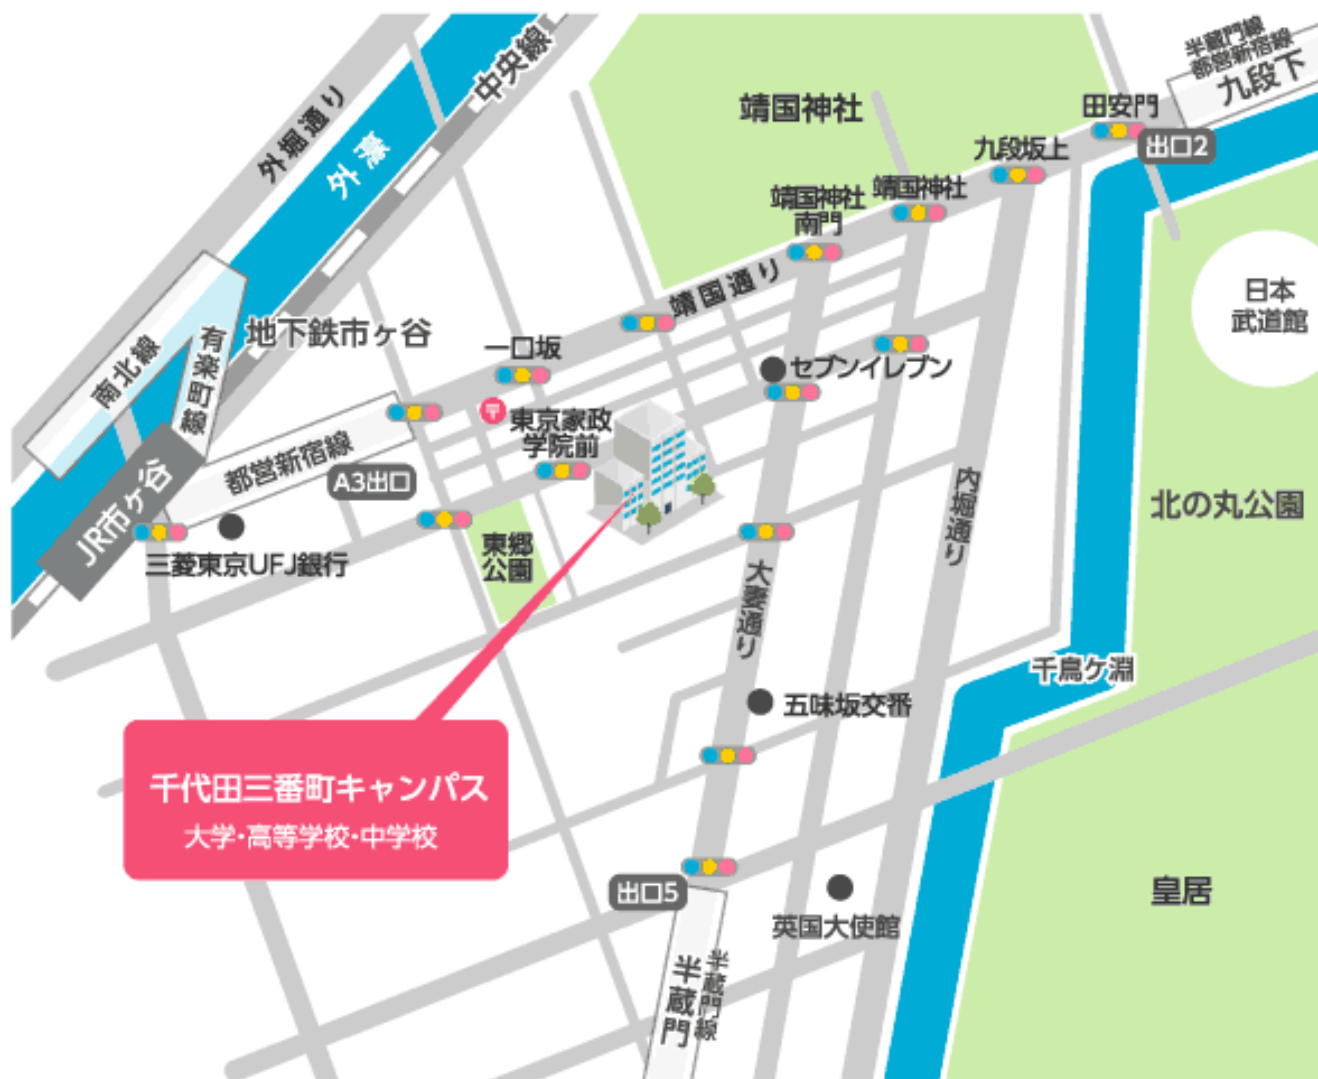 半蔵門線
都営新宿線
九段下
中央線
外堀通り
外濠
靖国神社
田安門
出口2
九段坂上
靖国神社
靖国神社
南門
日本
武道館
靖国通り
地下鉄市ヶ谷
南北線
有楽町線
一口坂
セブンイレブン
東京家政
学院前
都営新宿線
A3出口
JR市ヶ谷
三菱東京UFJ銀行
東郷
公園
内堀通り
北の丸公園
大妻通り
千鳥ケ淵
五味坂交番
千代田三番町キャンパス
大学・高等学校・中学校
出口5
英国大使館
皇居
半蔵門
半蔵門線